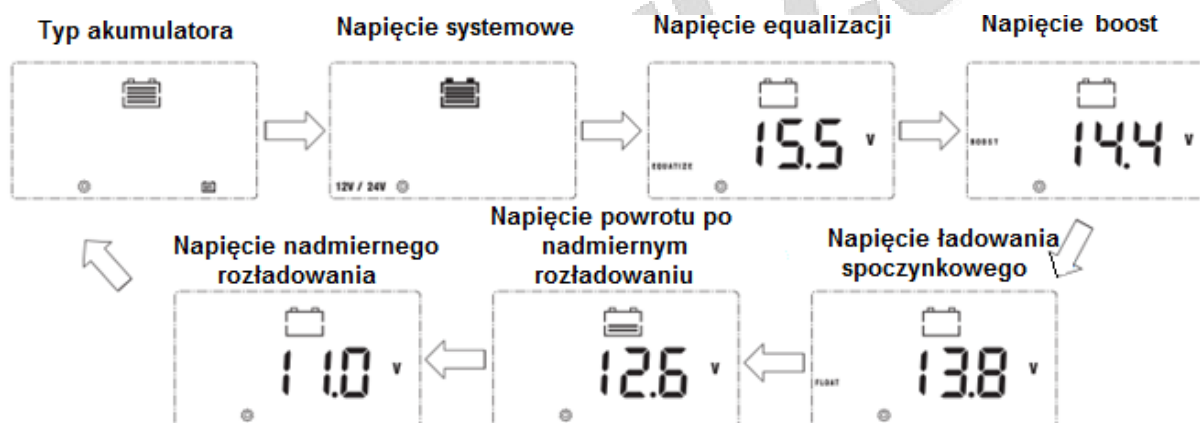 Typ akumulatora
Napięcie systemowe
Napięcie equalizacji
Napięcie boost
12V / 24V
EQUATIZE
15.5 V
BOOST
14.4 V
Napięcie nadmiernego
rozładowania
Napięcie powrotu po
nadmiernym
rozładowaniu
Napięcie ładowania
spoczynkowego
11.0 V
12.6 V
FLOAT
13.8 V